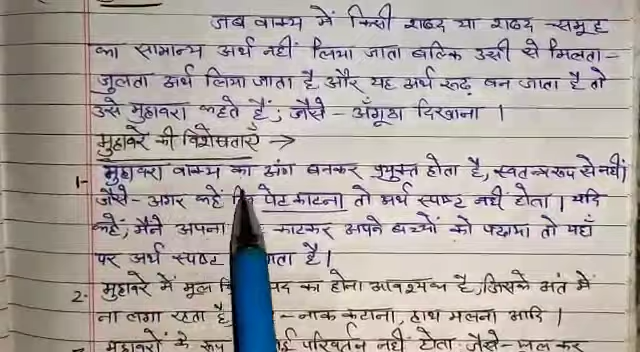 जब वाक्य में किसी शब्द या शब्द समूह
का सामान्य अर्थ नहीं लिया जाता बल्कि उसी से मिलता-
जुलता अर्थ लिया जाता है और यह अर्थ रूढ़ बन जाता है तो
उसे मुहावरा कहते हैं; जैसे- अँगूठा दिखाना ।
मुहावरे की विशेषताएँ →
1- मुहावरा वाक्य का अंग बनकर प्रयुक्त होता है, स्वतन्त्र रूप से नहीं।
जैसे- अगर कहें कि पेट काटना तो अर्थ स्पष्ट नहीं होता । यदि
कहें, मैंने अपना काटकर अपने बच्चों को पढ़ाया तो यहाँ
पर अर्थ स्पष्ट है।
2. मुहावरे में मूल का होना आवश्यक है, जिसके अंत में
ना लगा रहता है - नाक कटाना, हाथ मलना आदि ।
मुहावरों के रूप परिवर्तन नहीं होता जैसे- जल कर